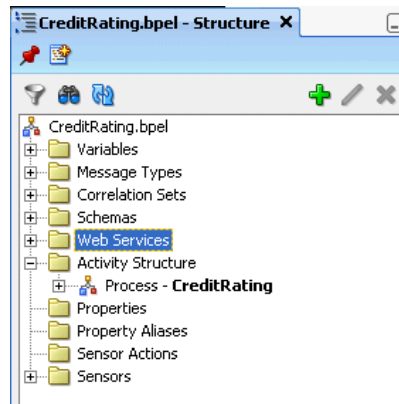 CreditRating.bpel - Structure
CreditRating.bpel
Variables
Message Types
Correlation Sets
Schemas
Web Services
Activity Structure
Process - CreditRating
Properties
Property Aliases
Sensor Actions
Sensors